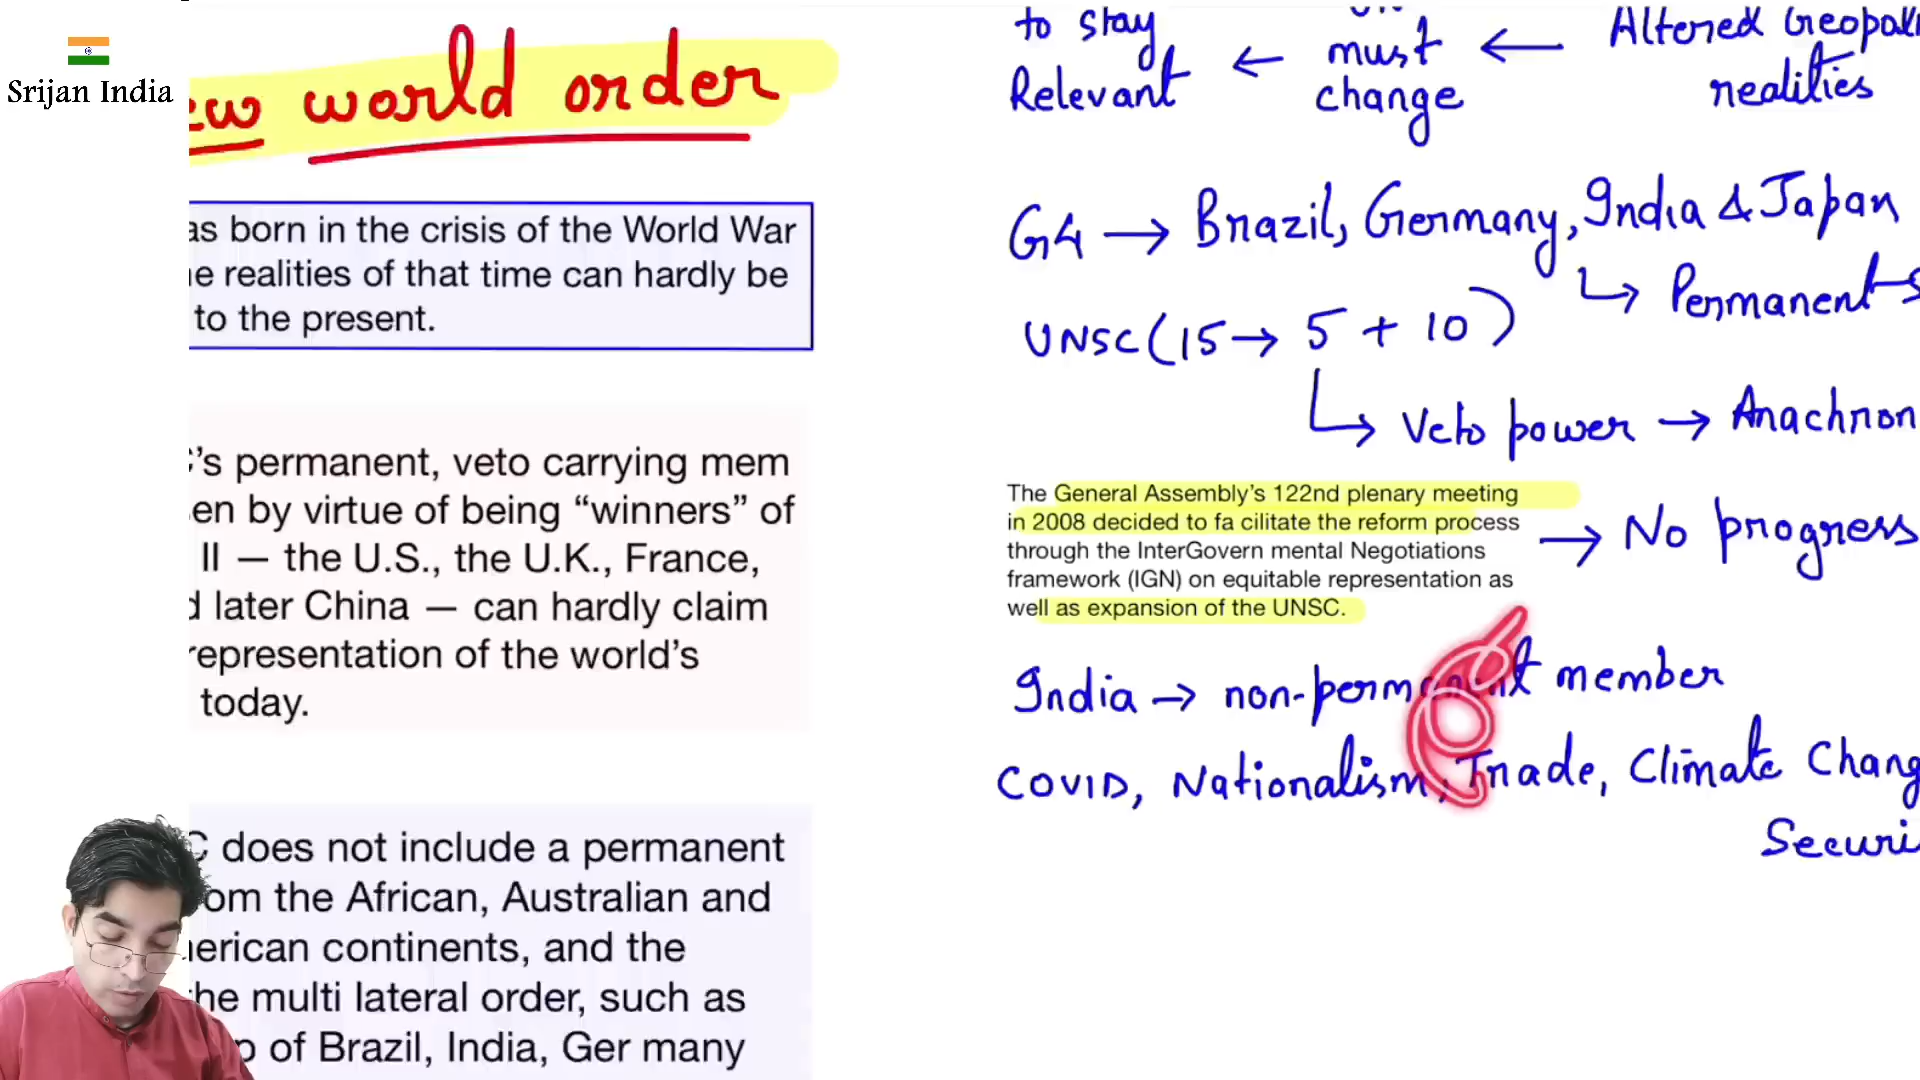 Srijan India
world order
as born in the crisis of the World War
realities of that time can hardly be
to the present.
's permanent, veto carrying mem
en by virtue of being “winners” of
II — the U.S., the U.K., France,
later China — can hardly claim
representation of the world's
today.
does not include a permanent
om the African, Australian and
erican continents, and the
he multi lateral order, such as
of Brazil, India, Ger many
to stay
Relevant ← must change ← Altered Geopol
realities
G4 → Brazil, Germany, India & Japan
↳ Permanent
UNSC (15 → 5 + 10)
↳ Veto power → Anachron
The General Assembly's 122nd plenary meeting
in 2008 decided to fa cilitate the reform process
through the InterGovern mental Negotiations
framework (IGN) on equitable representation as
well as expansion of the UNSC.
→ No progress
India → non-permanent member
COVID, Nationalism, Trade, Climate Chang
Securi